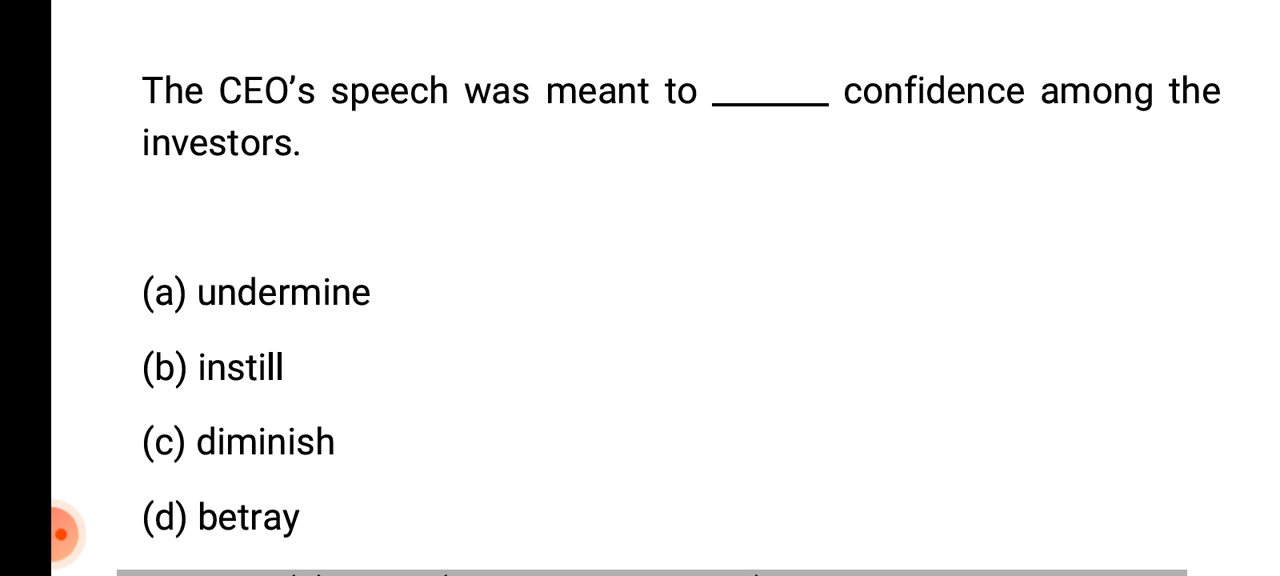 The CEO’s speech was meant to ______ confidence among the
investors.
(a) undermine
(b) instill
(c) diminish
(d) betray